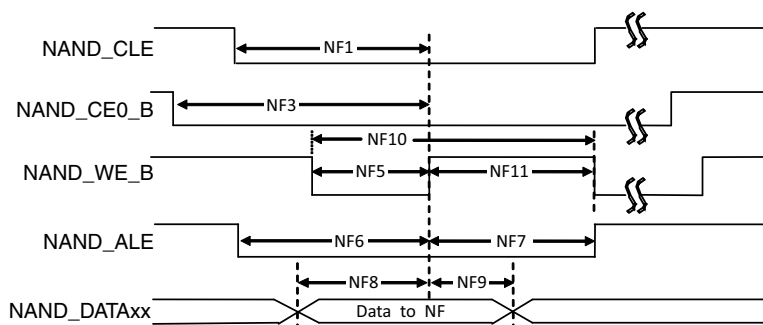 NAND_CLE
NF1
NAND_CE0_B
NF3
NF10
NAND_WE_B
NF5
NF11
NAND_ALE
NF6
NF7
NF8
NF9
NAND_DATAxx
Data to NF